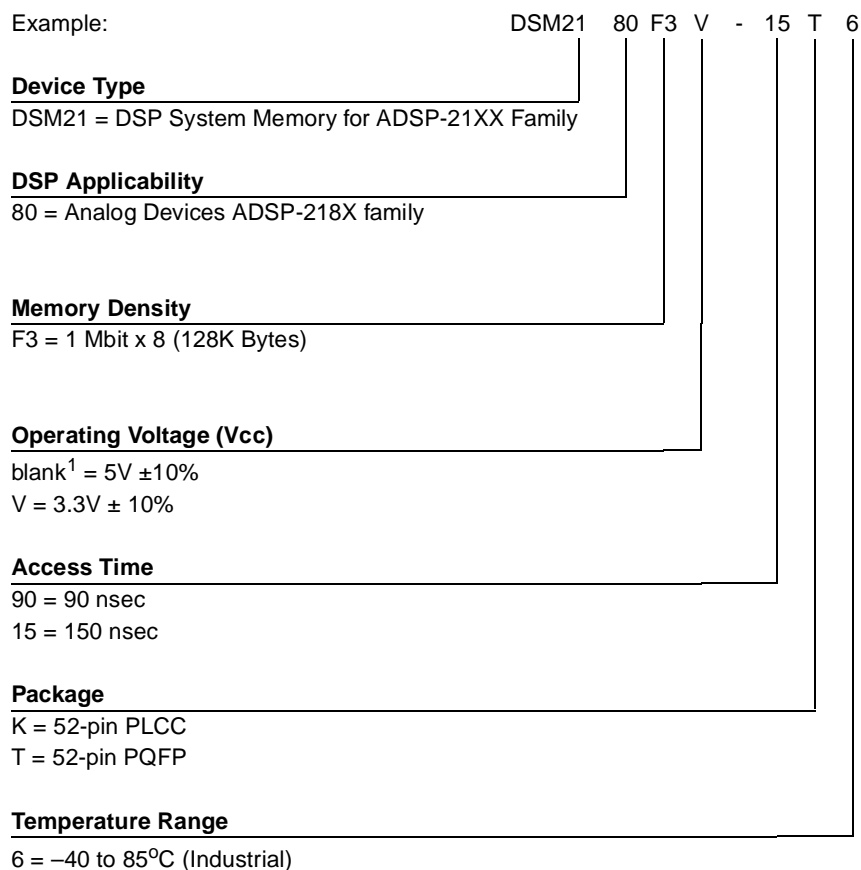 Example: DSM21 80 F3 V - 15 T 6
Device Type
DSM21 = DSP System Memory for ADSP-21XX Family
DSP Applicability
80 = Analog Devices ADSP-218X family
Memory Density
F3 = 1 Mbit x 8 (128K Bytes)
Operating Voltage (Vcc)
blank¹ = 5V ±10%
V = 3.3V ± 10%
Access Time
90 = 90 nsec
15 = 150 nsec
Package
K = 52-pin PLCC
T = 52-pin PQFP
Temperature Range
6 = –40 to 85ºC (Industrial)